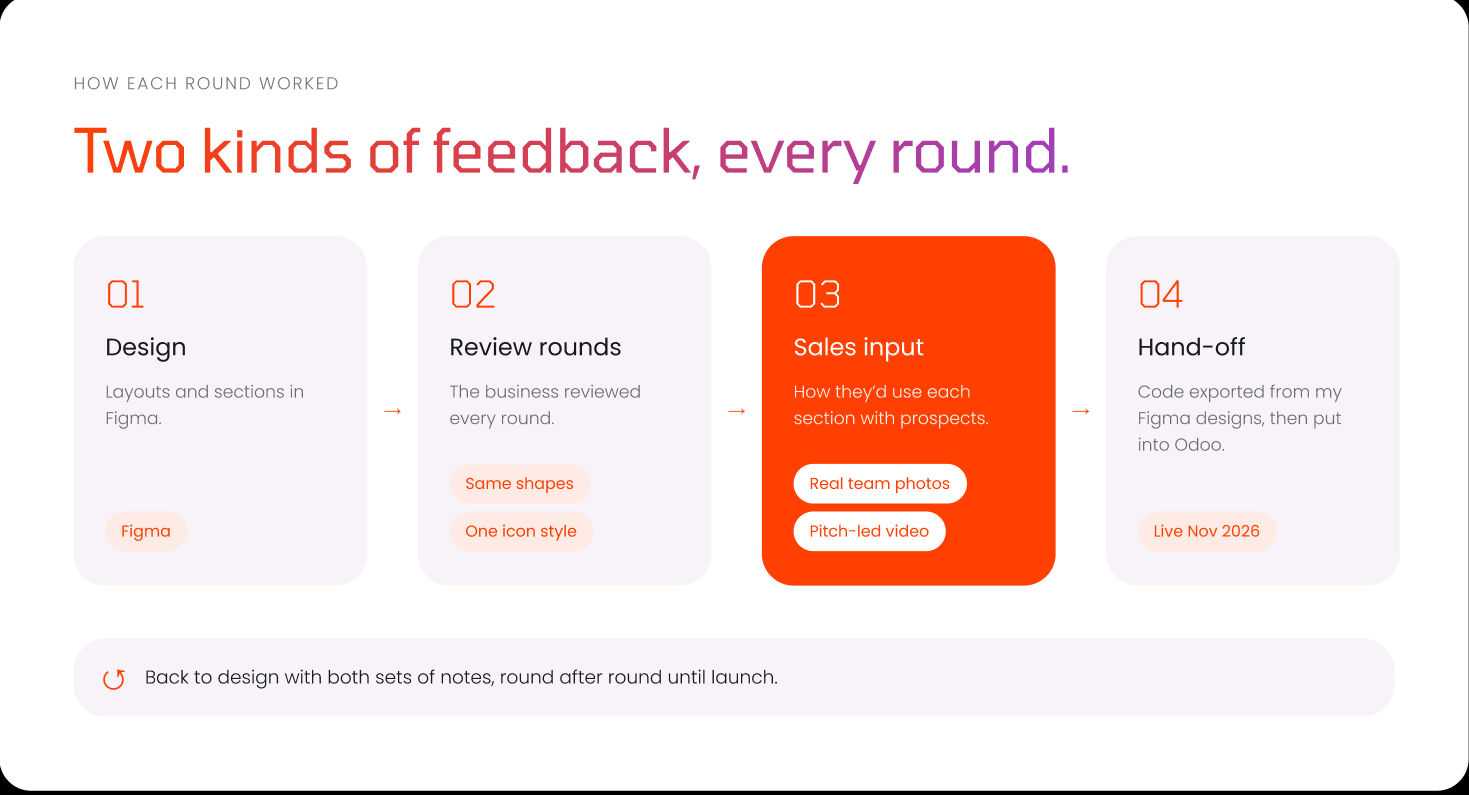 HOW EACH ROUND WORKED
Two kinds of feedback, every round.
01
Design
Layouts and sections in
Figma.
Figma
→
02
Review rounds
The business reviewed
every round.
Same shapes
One icon style
→
03
Sales input
How they’d use each
section with prospects.
Real team photos
Pitch-led video
→
04
Hand-off
Code exported from my
Figma designs, then put
into Odoo.
Live Nov 2026
Back to design with both sets of notes, round after round until launch.